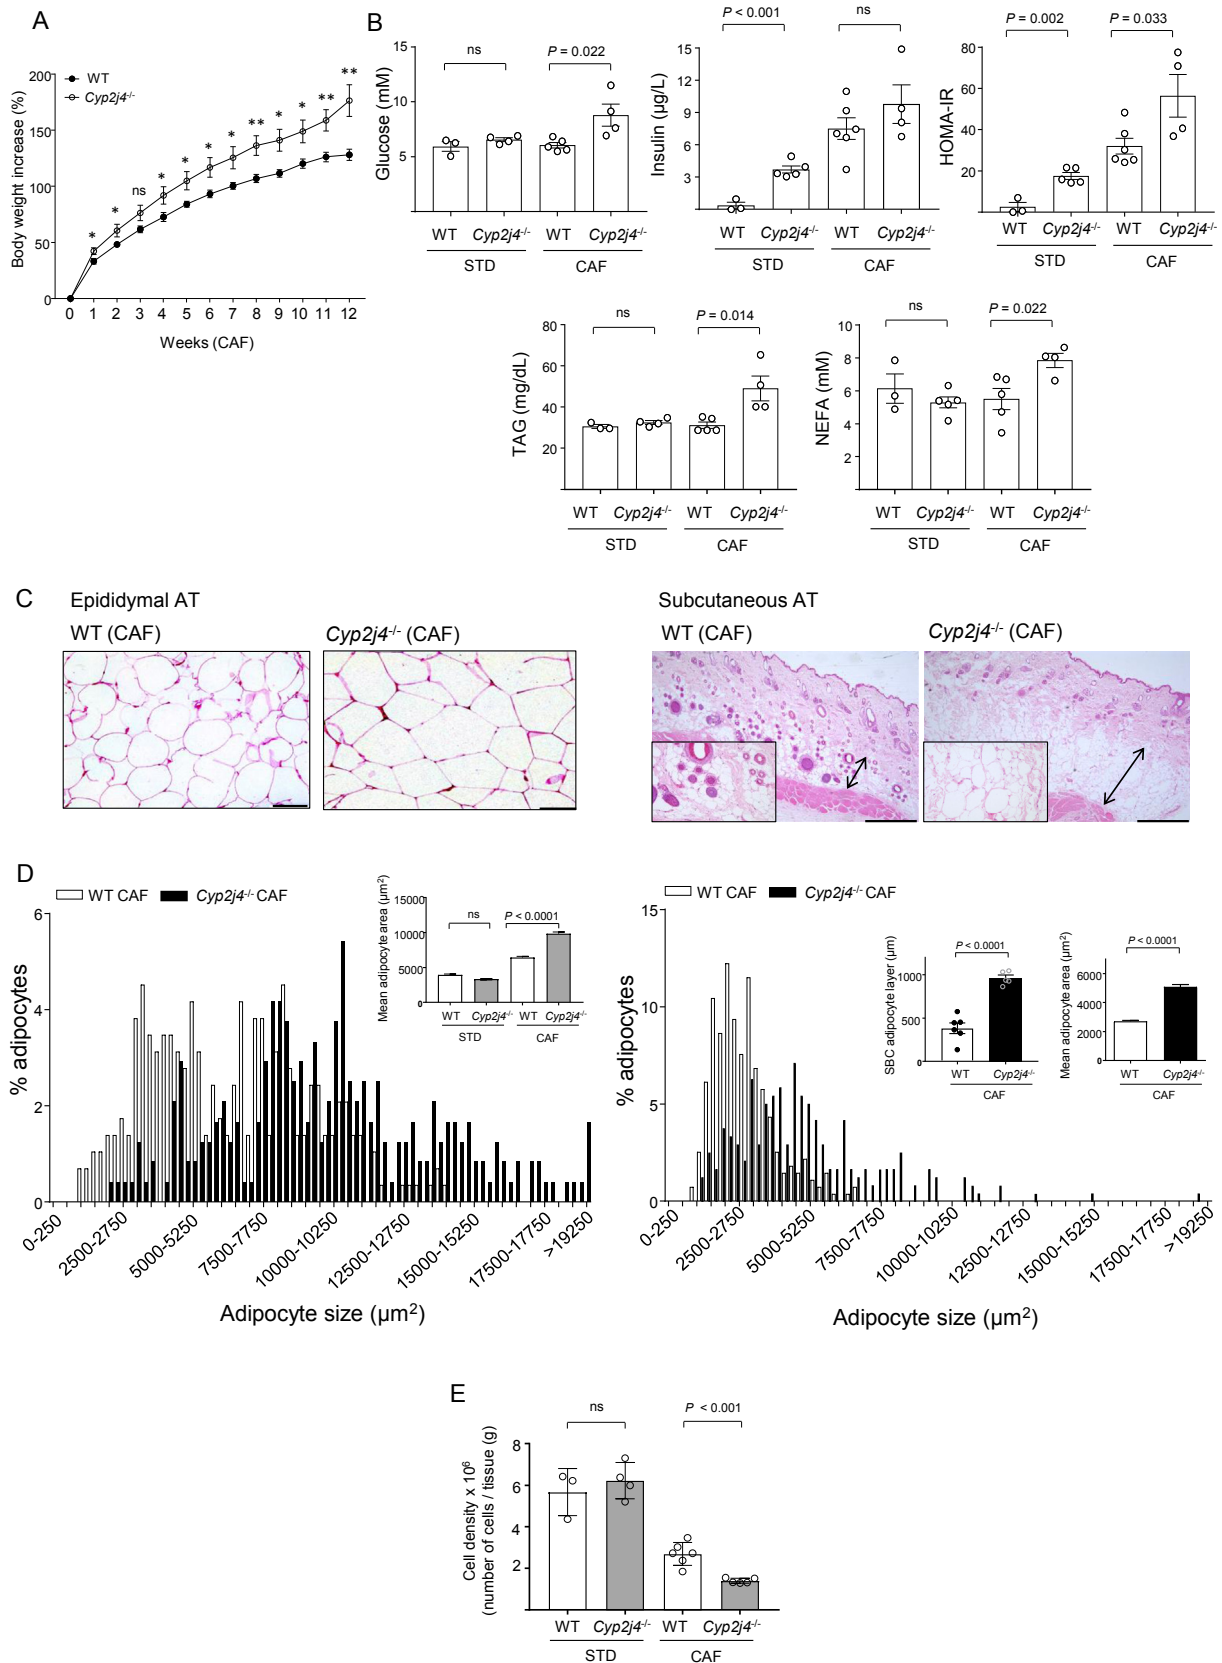 A
WT
Cyp2j4-/-
Body weight increase (%)
200
150
100
50
0
* * ns * * * * ** * * ** **
0 1 2 3 4 5 6 7 8 9 10 11 12
Weeks (CAF)
B
Glucose (mM)
15
10
5
ns
P = 0.022
WT Cyp2j4-/- WT Cyp2j4-/-
STD CAF
Insulin (µg/L)
15
12
9
6
3
P < 0.001
ns
WT Cyp2j4-/- WT Cyp2j4-/-
STD CAF
HOMA-IR
80
60
40
20
P = 0.002
P = 0.033
WT Cyp2j4-/- WT Cyp2j4-/-
STD CAF
TAG (mg/dL)
80
60
40
20
ns
P = 0.014
WT Cyp2j4-/- WT Cyp2j4-/-
STD CAF
NEFA (mM)
10
8
6
4
2
ns
P = 0.022
WT Cyp2j4-/- WT Cyp2j4-/-
STD CAF
C
Epididymal AT
WT (CAF)
Cyp2j4-/- (CAF)
Subcutaneous AT
WT (CAF)
Cyp2j4-/- (CAF)
D
WT CAF Cyp2j4-/- CAF
% adipocytes
6
4
2
0
0-250 2500-2750 5000-5250 7500-7750 10000-10250 12500-12750 15000-15250 17500-17750 >19250
Adipocyte size (µm2)
Mean adipocyte area (µm2)
15000
10000
5000
0
ns
P < 0.0001
WT Cyp2j4-/- WT Cyp2j4-/-
STD CAF
WT CAF Cyp2j4-/- CAF
% adipocytes
15
10
5
0
0-250 2500-2750 5000-5250 7500-7750 10000-10250 12500-12750 15000-15250 17500-17750 >19250
Adipocyte size (µm2)
SBC adipocyte layer (µm)
1000
500
0
P < 0.0001
WT Cyp2j4-/-
CAF
Mean adipocyte area (µm2)
6000
4000
2000
0
P < 0.0001
WT Cyp2j4-/-
CAF
E
Cell density x 106
(number of cells / tissue (g)
8
6
4
2
ns
P < 0.001
WT Cyp2j4-/- WT Cyp2j4-/-
STD CAF